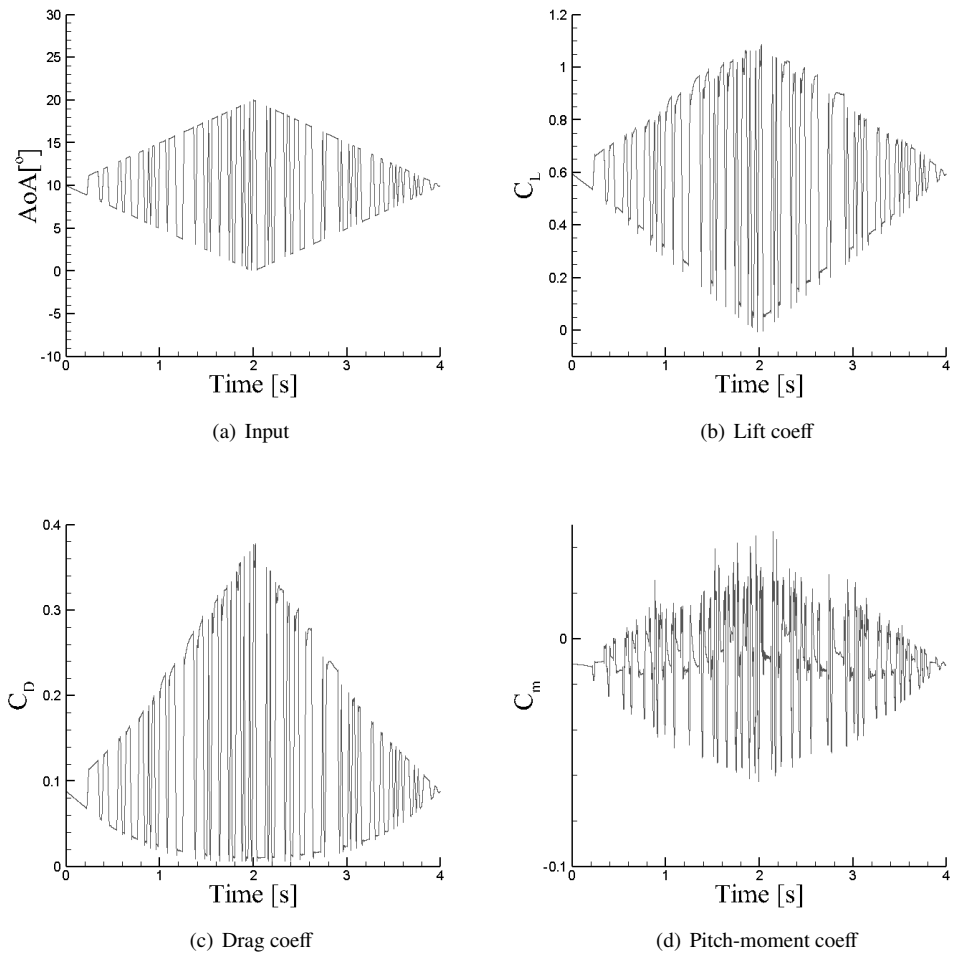 30
25
20
15
10
5
0
-5
-10
AoA[°]
0 1 2 3 4
Time [s]
(a) Input
1.2
1
0.8
0.6
0.4
0.2
0
C_L
0 1 2 3 4
Time [s]
(b) Lift coeff
0.4
0.3
0.2
0.1
0
C_D
0 1 2 3 4
Time [s]
(c) Drag coeff
0
-0.1
C_m
0 1 2 3 4
Time [s]
(d) Pitch-moment coeff